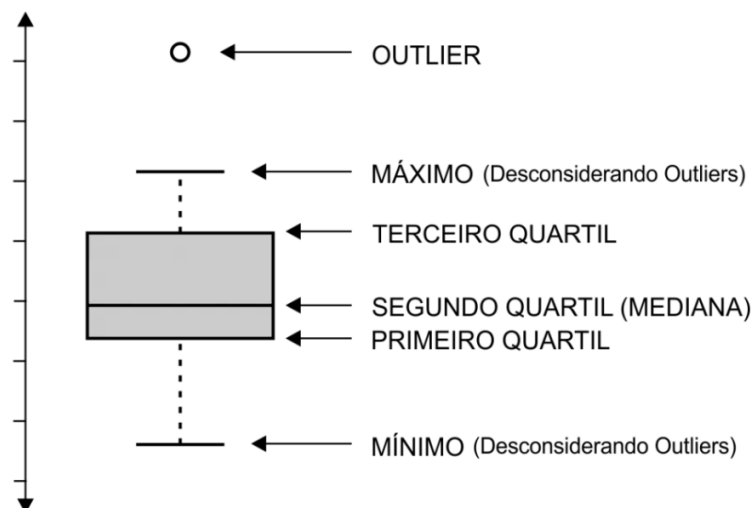 OUTLIER
MÁXIMO (Desconsiderando Outliers)
TERCEIRO QUARTIL
SEGUNDO QUARTIL (MEDIANA)
PRIMEIRO QUARTIL
MÍNIMO (Desconsiderando Outliers)